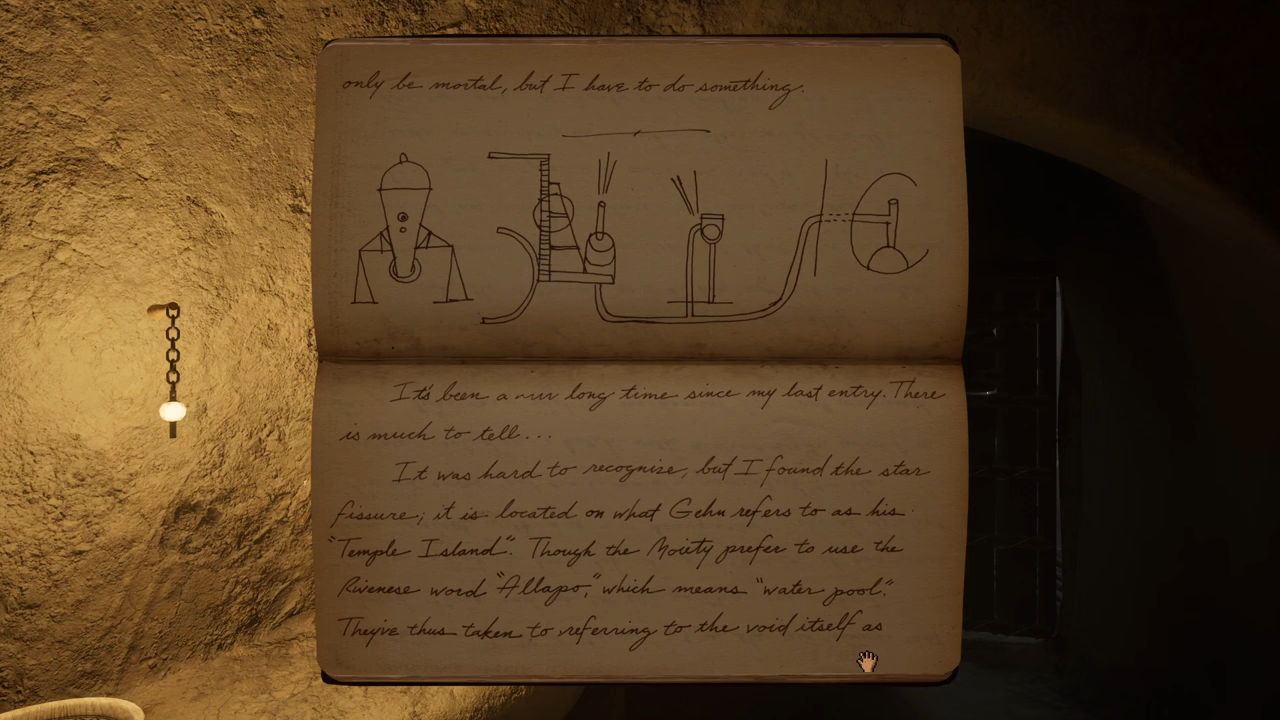 only be mortal, but I have to do something.
It's been a long time since my last entry. There
is much to tell...
It was hard to recognize, but I found the star
fissure; it is located on what Gehn refers to as his
"Temple Island". Though the Moiety prefer to use the
Rivenese word "Allapo," which means "water pool".
They've thus taken to referring to the void itself as